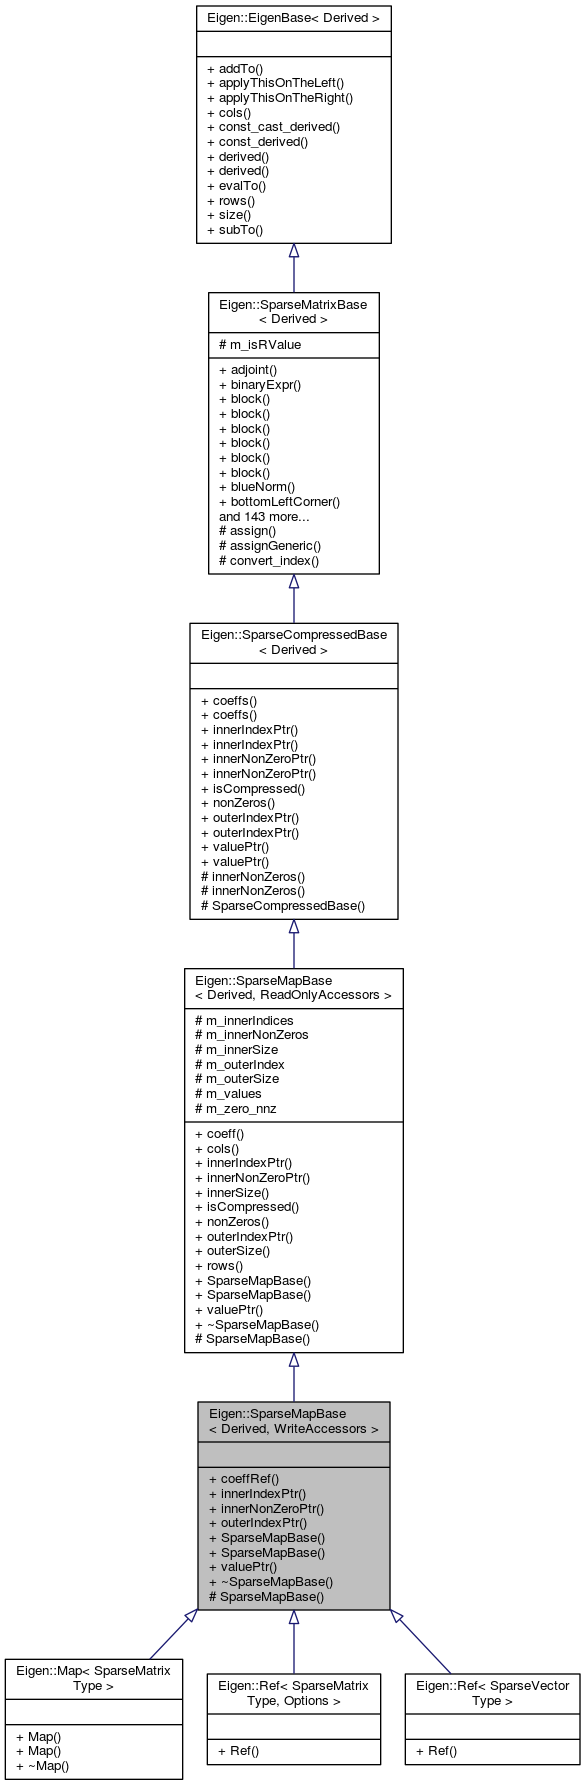 Eigen::EigenBase< Derived >
+ addTo()
+ applyThisOnTheLeft()
+ applyThisOnTheRight()
+ cols()
+ const_cast_derived()
+ const_derived()
+ derived()
+ derived()
+ evalTo()
+ rows()
+ size()
+ subTo()
Eigen::SparseMatrixBase
< Derived >
# m_isRValue
+ adjoint()
+ binaryExpr()
+ block()
+ block()
+ block()
+ block()
+ block()
+ block()
+ blueNorm()
+ bottomLeftCorner()
and 143 more...
# assign()
# assignGeneric()
# convert_index()
Eigen::SparseCompressedBase
< Derived >
+ coeffs()
+ coeffs()
+ innerIndexPtr()
+ innerIndexPtr()
+ innerNonZeroPtr()
+ innerNonZeroPtr()
+ isCompressed()
+ nonZeros()
+ outerIndexPtr()
+ outerIndexPtr()
+ valuePtr()
+ valuePtr()
# innerNonZeros()
# innerNonZeros()
# SparseCompressedBase()
Eigen::SparseMapBase
< Derived, ReadOnlyAccessors >
# m_innerIndices
# m_innerNonZeros
# m_innerSize
# m_outerIndex
# m_outerSize
# m_values
# m_zero_nnz
+ coeff()
+ cols()
+ innerIndexPtr()
+ innerNonZeroPtr()
+ innerSize()
+ isCompressed()
+ nonZeros()
+ outerIndexPtr()
+ outerSize()
+ rows()
+ SparseMapBase()
+ SparseMapBase()
+ valuePtr()
+ ~SparseMapBase()
# SparseMapBase()
Eigen::SparseMapBase
< Derived, WriteAccessors >
+ coeffRef()
+ innerIndexPtr()
+ innerNonZeroPtr()
+ outerIndexPtr()
+ SparseMapBase()
+ SparseMapBase()
+ valuePtr()
+ ~SparseMapBase()
# SparseMapBase()
Eigen::Map< SparseMatrix
Type >
+ Map()
+ Map()
+ ~Map()
Eigen::Ref< SparseMatrix
Type, Options >
+ Ref()
Eigen::Ref< SparseVector
Type >
+ Ref()